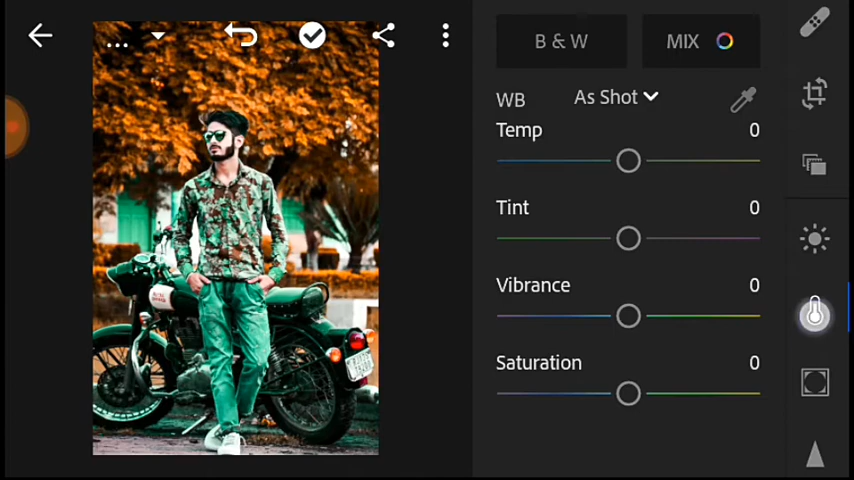 B & W
MIX
WB
As Shot
Temp
0
Tint
0
Vibrance
0
Saturation
0